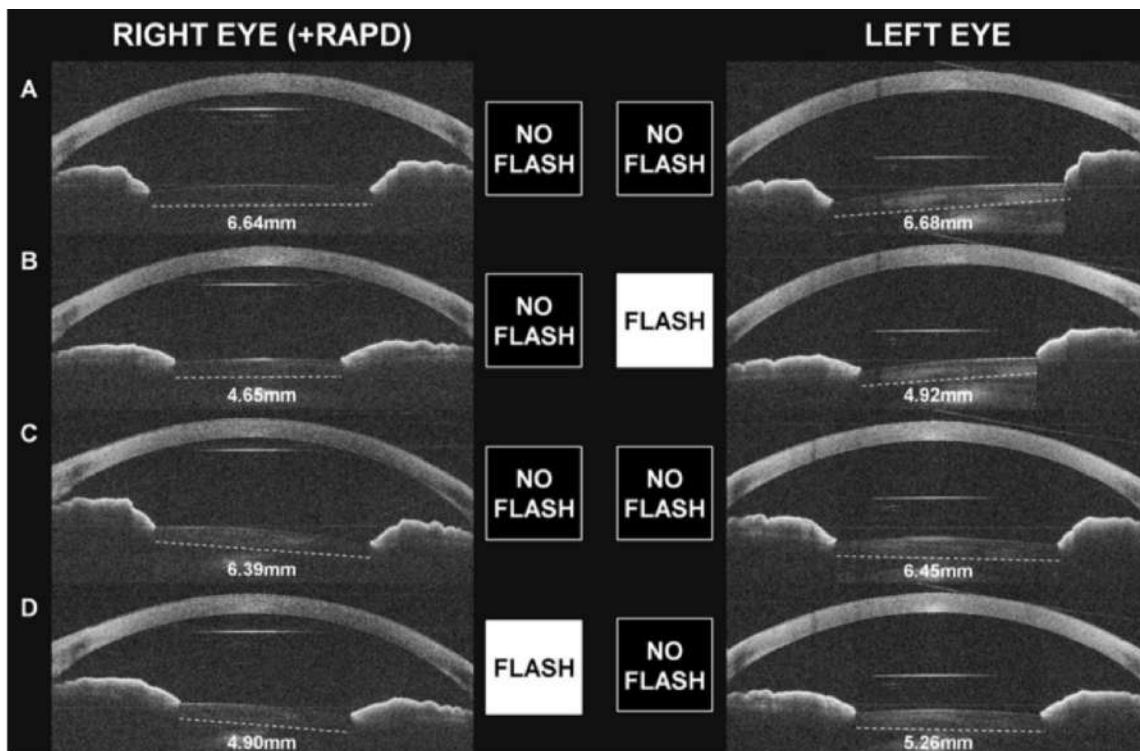 RIGHT EYE (+RAPD)
LEFT EYE
A
NO
FLASH
NO
FLASH
6.64mm
6.68mm
B
NO
FLASH
FLASH
4.65mm
4.92mm
C
NO
FLASH
NO
FLASH
6.39mm
6.45mm
D
FLASH
NO
FLASH
4.90mm
5.26mm